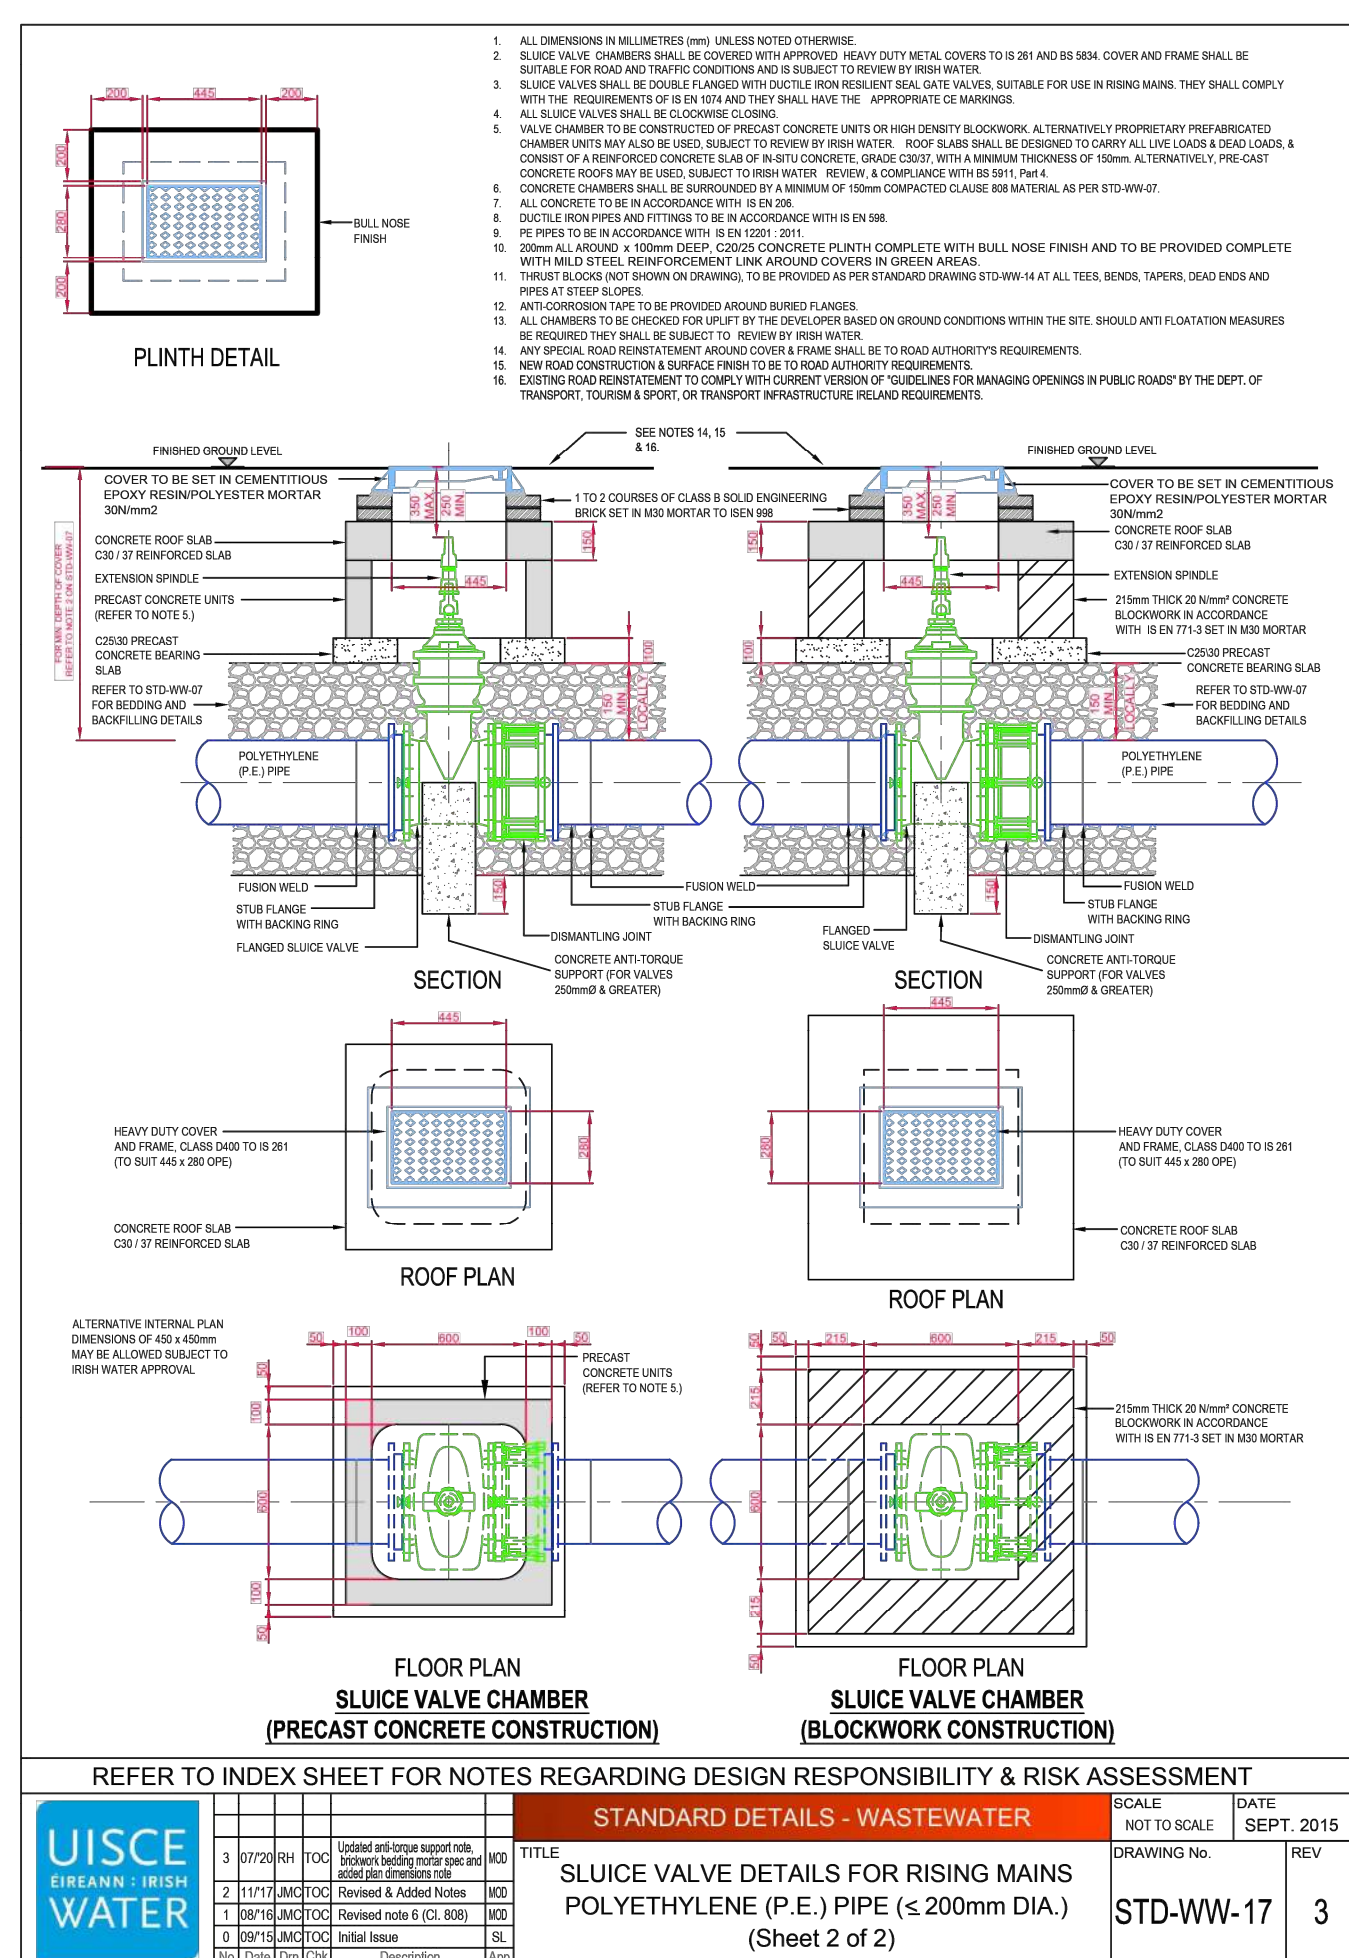 1. ALL DIMENSIONS IN MILLIMETRES (mm) UNLESS NOTED OTHERWISE.
2. SLUICE VALVE CHAMBERS SHALL BE COVERED WITH APPROVED HEAVY DUTY METAL COVERS TO IS 261 AND BS 5834. COVER AND FRAME SHALL BE
SUITABLE FOR ROAD AND TRAFFIC CONDITIONS AND IS SUBJECT TO REVIEW BY IRISH WATER.
3. SLUICE VALVES SHALL BE DOUBLE FLANGED WITH DUCTILE IRON RESILIENT SEAL GATE VALVES, SUITABLE FOR USE IN RISING MAINS. THEY SHALL COMPLY
WITH THE REQUIREMENTS OF IS EN 1074 AND THEY SHALL HAVE THE APPROPRIATE CE MARKINGS.
4. ALL SLUICE VALVES SHALL BE CLOCKWISE CLOSING.
5. VALVE CHAMBER TO BE CONSTRUCTED OF PRECAST CONCRETE UNITS OR HIGH DENSITY BLOCKWORK. ALTERNATIVELY PROPRIETARY PREFABRICATED
CHAMBER UNITS MAY ALSO BE USED, SUBJECT TO REVIEW BY IRISH WATER. ROOF SLABS SHALL BE DESIGNED TO CARRY ALL LIVE LOADS & DEAD LOADS, &
CONSIST OF A REINFORCED CONCRETE SLAB OF IN-SITU CONCRETE, GRADE C30/37, WITH A MINIMUM THICKNESS OF 150mm. ALTERNATIVELY, PRE-CAST
CONCRETE ROOFS MAY BE USED, SUBJECT TO IRISH WATER REVIEW, & COMPLIANCE WITH BS 5911, Part 4.
6. CONCRETE CHAMBERS SHALL BE SURROUNDED BY A MINIMUM OF 150mm COMPACTED CLAUSE 808 MATERIAL AS PER STD-WW-07.
7. ALL CONCRETE TO BE IN ACCORDANCE WITH IS EN 206.
8. DUCTILE IRON PIPES AND FITTINGS TO BE IN ACCORDANCE WITH IS EN 598.
9. PE PIPES TO BE IN ACCORDANCE WITH IS EN 12201 : 2011.
10. 200mm ALL AROUND x 100mm DEEP, C20/25 CONCRETE PLINTH COMPLETE WITH BULL NOSE FINISH AND TO BE PROVIDED COMPLETE
WITH MILD STEEL REINFORCEMENT LINK AROUND COVERS IN GREEN AREAS.
11. THRUST BLOCKS (NOT SHOWN ON DRAWING), TO BE PROVIDED AS PER STANDARD DRAWING STD-WW-14 AT ALL TEES, BENDS, TAPERS, DEAD ENDS AND
PIPES AT STEEP SLOPES.
12. ANTI-CORROSION TAPE TO BE PROVIDED AROUND BURIED FLANGES.
13. ALL CHAMBERS TO BE CHECKED FOR UPLIFT BY THE DEVELOPER BASED ON GROUND CONDITIONS WITHIN THE SITE. SHOULD ANTI FLOATATION MEASURES
BE REQUIRED THEY SHALL BE SUBJECT TO REVIEW BY IRISH WATER.
14. ANY SPECIAL ROAD REINSTATEMENT AROUND COVER & FRAME SHALL BE TO ROAD AUTHORITY'S REQUIREMENTS.
15. NEW ROAD CONSTRUCTION & SURFACE FINISH TO BE TO ROAD AUTHORITY REQUIREMENTS.
16. EXISTING ROAD REINSTATEMENT TO COMPLY WITH CURRENT VERSION OF "GUIDELINES FOR MANAGING OPENINGS IN PUBLIC ROADS" BY THE DEPT. OF
TRANSPORT, TOURISM & SPORT, OR TRANSPORT INFRASTRUCTURE IRELAND REQUIREMENTS.
200 445 200
200
280
200
BULL NOSE
FINISH
PLINTH DETAIL
SEE NOTES 14, 15
& 16.
FINISHED GROUND LEVEL
COVER TO BE SET IN CEMENTITIOUS
EPOXY RESIN/POLYESTER MORTAR
30N/mm2
FOR MIN. DEPTH OF COVER
REFER TO NOTE 2 ON STD-WW-07
CONCRETE ROOF SLAB
C30 / 37 REINFORCED SLAB
EXTENSION SPINDLE
PRECAST CONCRETE UNITS
(REFER TO NOTE 5.)
C25\30 PRECAST
CONCRETE BEARING
SLAB
REFER TO STD-WW-07
FOR BEDDING AND
BACKFILLING DETAILS
350
MAX.
250
MIN.
1 TO 2 COURSES OF CLASS B SOLID ENGINEERING
BRICK SET IN M30 MORTAR TO ISEN 998
150
445
100
150
MIN
LOCALLY
POLYETHYLENE
(P.E.) PIPE
150
FUSION WELD
STUB FLANGE
WITH BACKING RING
FLANGED SLUICE VALVE
FUSION WELD
STUB FLANGE
WITH BACKING RING
DISMANTLING JOINT
CONCRETE ANTI-TORQUE
SUPPORT (FOR VALVES
250mmØ & GREATER)
SECTION
FINISHED GROUND LEVEL
COVER TO BE SET IN CEMENTITIOUS
EPOXY RESIN/POLYESTER MORTAR
30N/mm2
350
MAX.
250
MIN.
150
445
CONCRETE ROOF SLAB
C30 / 37 REINFORCED SLAB
EXTENSION SPINDLE
215mm THICK 20 N/mm² CONCRETE
BLOCKWORK IN ACCORDANCE
WITH IS EN 771-3 SET IN M30 MORTAR
100
C25\30 PRECAST
CONCRETE BEARING SLAB
150
MIN
LOCALLY
REFER TO STD-WW-07
FOR BEDDING AND
BACKFILLING DETAILS
POLYETHYLENE
(P.E.) PIPE
150
FUSION WELD
STUB FLANGE
WITH BACKING RING
FLANGED
SLUICE VALVE
DISMANTLING JOINT
CONCRETE ANTI-TORQUE
SUPPORT (FOR VALVES
250mmØ & GREATER)
SECTION
445
280
HEAVY DUTY COVER
AND FRAME, CLASS D400 TO IS 261
(TO SUIT 445 x 280 OPE)
CONCRETE ROOF SLAB
C30 / 37 REINFORCED SLAB
ROOF PLAN
445
280
HEAVY DUTY COVER
AND FRAME, CLASS D400 TO IS 261
(TO SUIT 445 x 280 OPE)
CONCRETE ROOF SLAB
C30 / 37 REINFORCED SLAB
ROOF PLAN
ALTERNATIVE INTERNAL PLAN
DIMENSIONS OF 450 x 450mm
MAY BE ALLOWED SUBJECT TO
IRISH WATER APPROVAL
50 100 600 100 50
50
100
600
100
50
PRECAST
CONCRETE UNITS
(REFER TO NOTE 5.)
FLOOR PLAN
SLUICE VALVE CHAMBER
(PRECAST CONCRETE CONSTRUCTION)
50 215 600 215 50
50
215
600
215
50
215mm THICK 20 N/mm² CONCRETE
BLOCKWORK IN ACCORDANCE
WITH IS EN 771-3 SET IN M30 MORTAR
FLOOR PLAN
SLUICE VALVE CHAMBER
(BLOCKWORK CONSTRUCTION)
REFER TO INDEX SHEET FOR NOTES REGARDING DESIGN RESPONSIBILITY & RISK ASSESSMENT
UISCE
ÉIREANN : IRISH
WATER
3 07/'20 RH TOC Updated anti-torque support note, brickwork bedding mortar spec and added plan dimensions note MOD
2 11/'17 JMC TOC Revised & Added Notes MOD
1 08/'16 JMC TOC Revised note 6 (Cl. 808) MOD
0 09/'15 JMC TOC Initial Issue SL
No. Date Drn Chk Description App
STANDARD DETAILS - WASTEWATER
TITLE
SLUICE VALVE DETAILS FOR RISING MAINS
POLYETHYLENE (P.E.) PIPE (≤ 200mm DIA.)
(Sheet 2 of 2)
SCALE
NOT TO SCALE
DATE
SEPT. 2015
DRAWING No.
STD-WW-17
REV
3